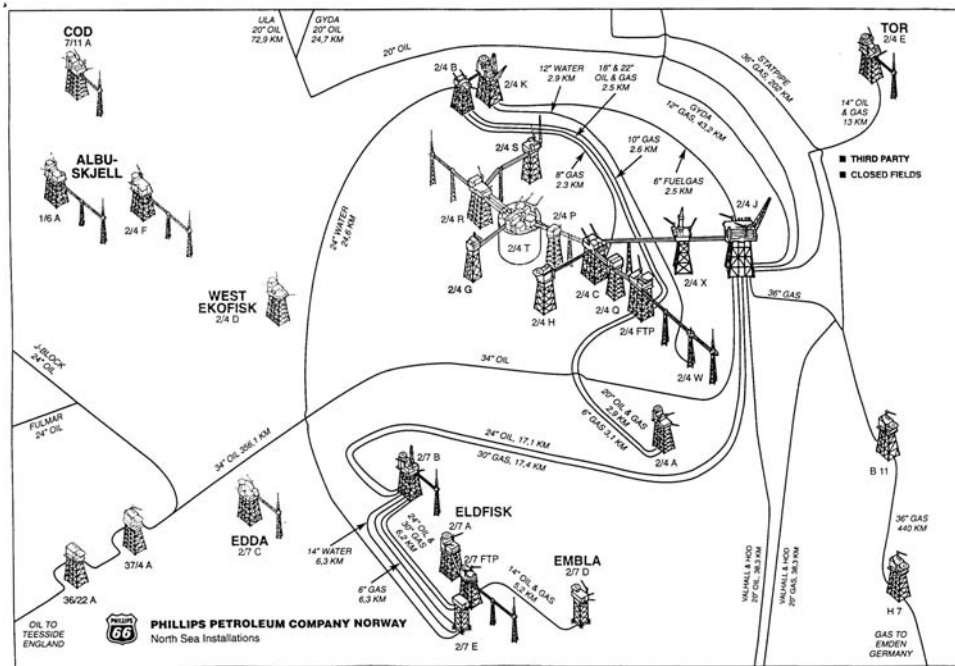 COD
7/11 A
ULA
20" OIL
72,9 KM
GYDA
20" OIL
24,7 KM
20" OIL
2/4 B
2/4 K
12" WATER
2.9 KM
18" & 22"
OIL & GAS
2.5 KM
STATPIPE
36" GAS, 202 KM
GYDA
12" GAS, 43,2 KM
TOR
2/4 E
14" OIL
& GAS
13 KM
THIRD PARTY
CLOSED FIELDS
ALBU-
SKJELL
1/6 A
2/4 F
24" WATER
24,6 KM
2/4 S
8" GAS
2.3 KM
10" GAS
2.6 KM
6" FUELGAS
2.5 KM
2/4 J
2/4 R
2/4 T
2/4 P
2/4 G
2/4 H
2/4 C
2/4 Q
2/4 FTP
2/4 X
2/4 W
36" GAS
WEST
EKOFISK
2/4 D
J-BLOCK
24" OIL
FULMAR
24" OIL
34" OIL
34" OIL 356,1 KM
20" OIL & GAS
2,9 KM
6" GAS 3,1 KM
2/4 A
24" OIL, 17,1 KM
30" GAS, 17,4 KM
2/7 B
B 11
36" GAS
440 KM
EDDA
2/7 C
37/4 A
36/22 A
14" WATER
6,3 KM
6" GAS
6,3 KM
24" OIL &
30" GAS
6,2 KM
ELDFISK
2/7 A
2/7 FTP
2/7 E
14" OIL & GAS
5,2 KM
EMBLA
2/7 D
VALHALL & HOD
20" OIL, 38,3 KM
VALHALL & HOD
20" GAS, 38,3 KM
H 7
OIL TO
TEESSIDE
ENGLAND
GAS TO
EMDEN
GERMANY
PHILLIPS
66
PHILLIPS PETROLEUM COMPANY NORWAY
North Sea Installations